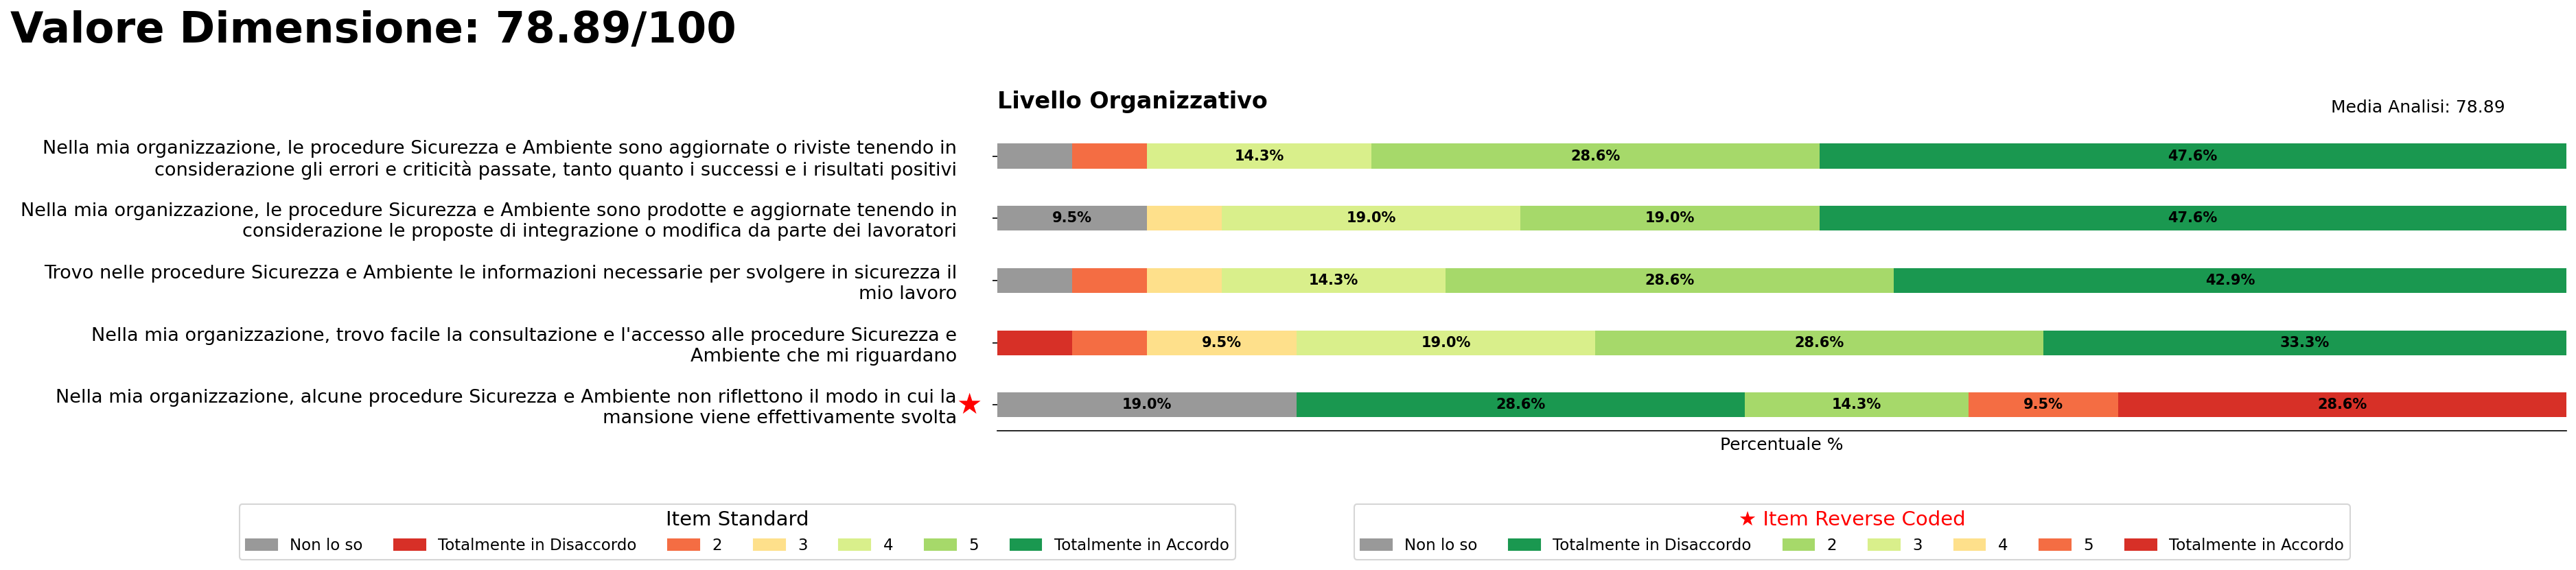 Valore Dimensione: 78.89/100
Livello Organizzativo
Media Analisi: 78.89
Nella mia organizzazione, le procedure Sicurezza e Ambiente sono aggiornate o riviste tenendo in
considerazione gli errori e criticità passate, tanto quanto i successi e i risultati positivi
14.3% 28.6% 47.6%
Nella mia organizzazione, le procedure Sicurezza e Ambiente sono prodotte e aggiornate tenendo in
considerazione le proposte di integrazione o modifica da parte dei lavoratori
9.5% 19.0% 19.0% 47.6%
Trovo nelle procedure Sicurezza e Ambiente le informazioni necessarie per svolgere in sicurezza il
mio lavoro
14.3% 28.6% 42.9%
Nella mia organizzazione, trovo facile la consultazione e l'accesso alle procedure Sicurezza e
Ambiente che mi riguardano
9.5% 19.0% 28.6% 33.3%
Nella mia organizzazione, alcune procedure Sicurezza e Ambiente non riflettono il modo in cui la
mansione viene effettivamente svolta
★
19.0% 28.6% 14.3% 9.5% 28.6%
Percentuale %
Item Standard
Non lo so Totalmente in Disaccordo 2 3 4 5 Totalmente in Accordo
★ Item Reverse Coded
Non lo so Totalmente in Disaccordo 2 3 4 5 Totalmente in Accordo